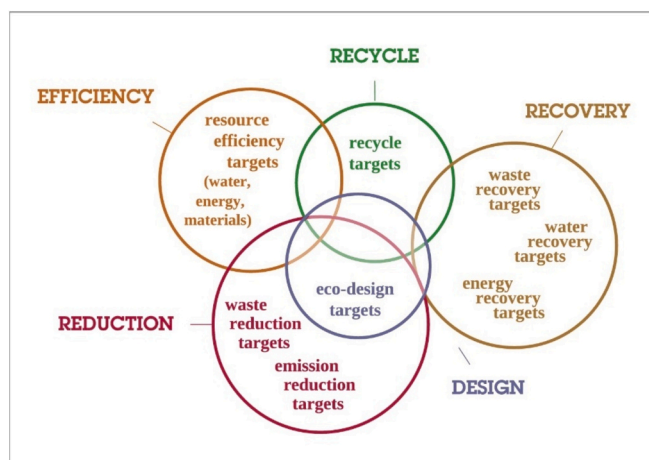 RECYCLE
EFFICIENCY
RECOVERY
resource
efficiency
targets
(water,
energy,
materials)
recycle
targets
waste
recovery
targets
water
recovery
targets
energy
recovery
targets
eco-design
targets
REDUCTION
waste
reduction
targets
emission
reduction
targets
DESIGN